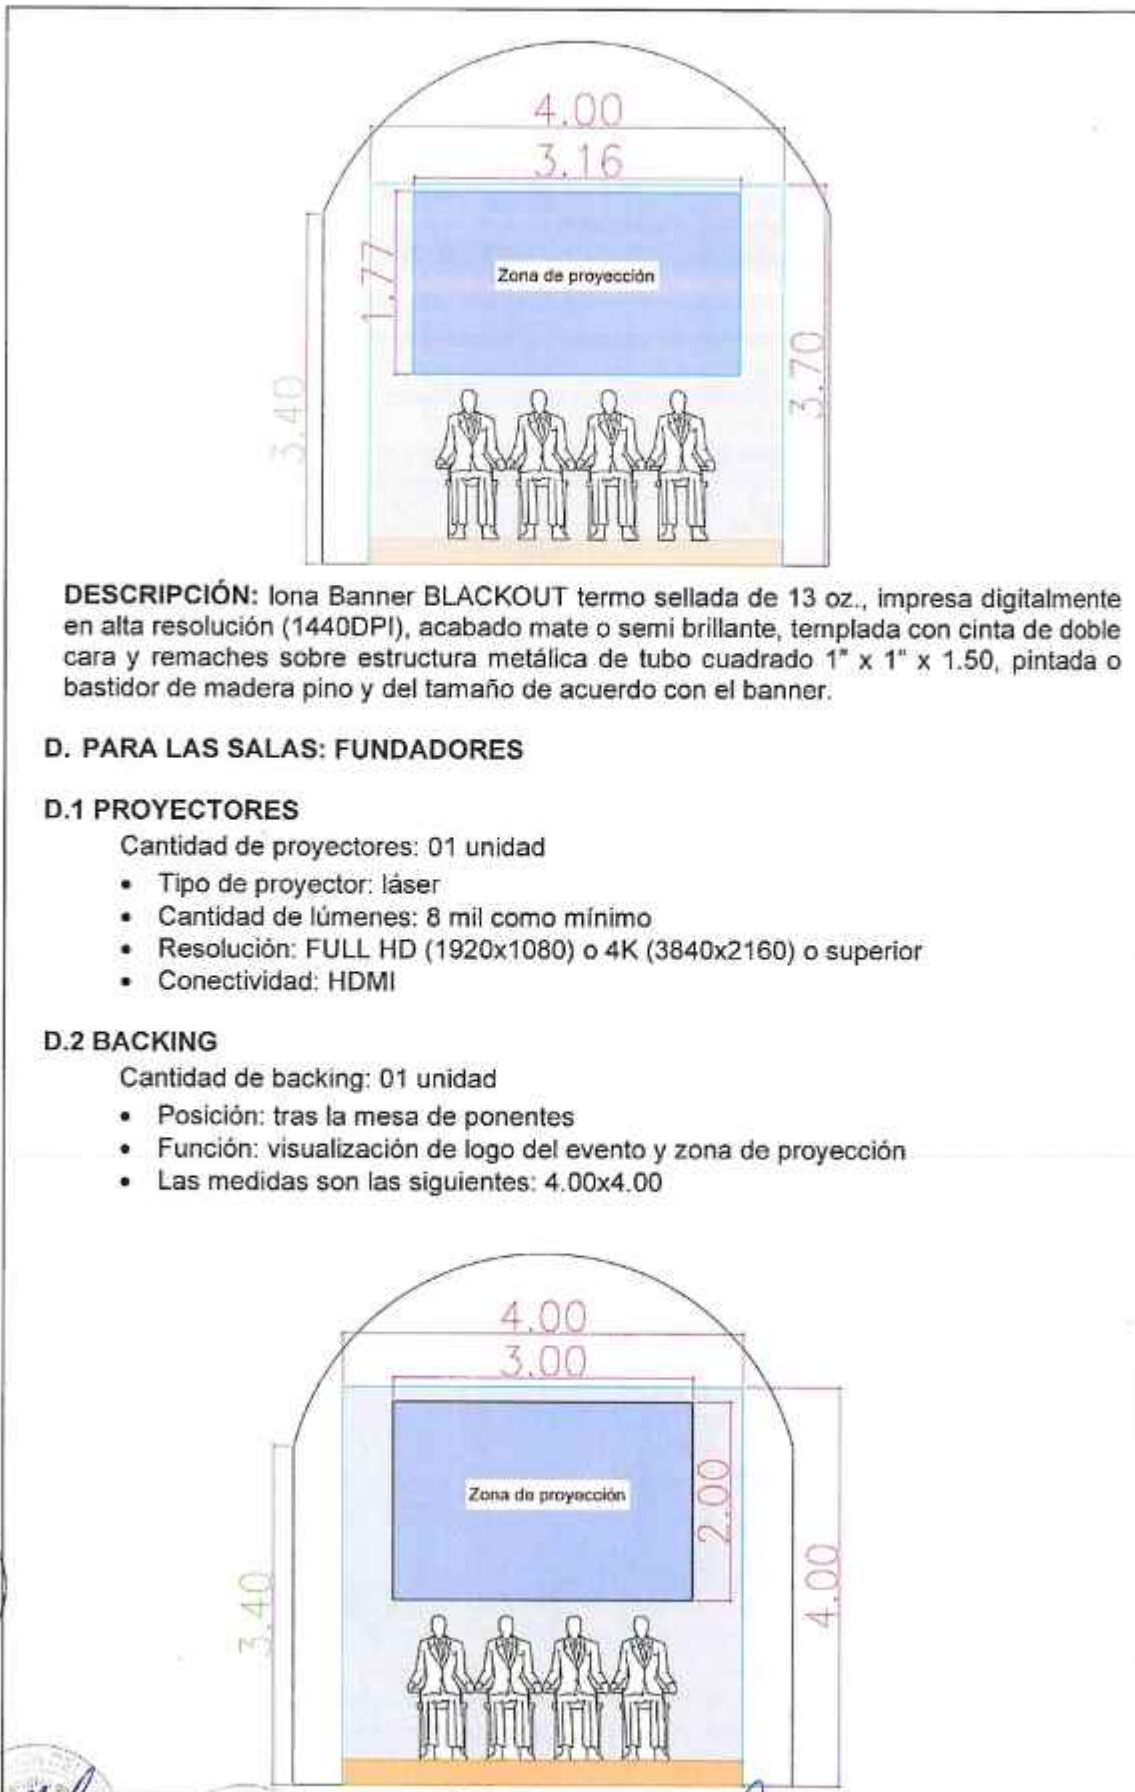 4.00
3.16
Zona de proyección
1.77
3.40
3.70
DESCRIPCIÓN: lona Banner BLACKOUT termo sellada de 13 oz., impresa digitalmente
en alta resolución (1440DPI), acabado mate o semi brillante, templada con cinta de doble
cara y remaches sobre estructura metálica de tubo cuadrado 1" x 1" x 1.50, pintada o
bastidor de madera pino y del tamaño de acuerdo con el banner.
D. PARA LAS SALAS: FUNDADORES
D.1 PROYECTORES
Cantidad de proyectores: 01 unidad
• Tipo de proyector: láser
• Cantidad de lúmenes: 8 mil como mínimo
• Resolución: FULL HD (1920x1080) o 4K (3840x2160) o superior
• Conectividad: HDMI
D.2 BACKING
Cantidad de backing: 01 unidad
• Posición: tras la mesa de ponentes
• Función: visualización de logo del evento y zona de proyección
• Las medidas son las siguientes: 4.00x4.00
4.00
3.00
Zona de proyección
2.00
3.40
4.00